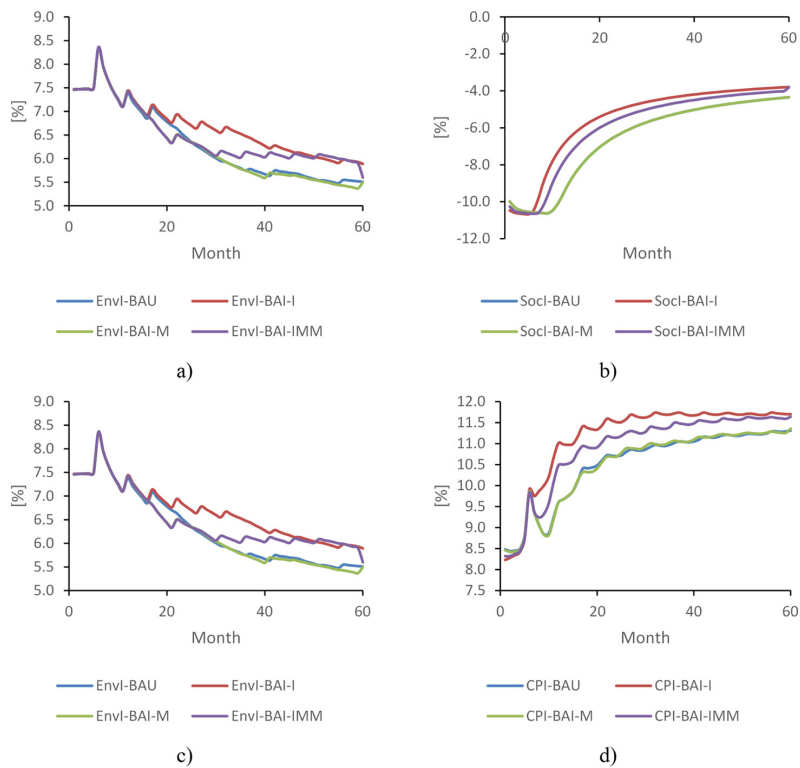 9.0
8.5
8.0
7.5
7.0
6.5
6.0
5.5
5.0
[%]
0 20 40 60
Month
EnvI-BAU EnvI-BAI-I
EnvI-BAI-M EnvI-BAI-IMM
a)
0.0
-2.0
-4.0
-6.0
-8.0
-10.0
-12.0
[%]
0 20 40 60
Month
SocI-BAU SocI-BAI-I
SocI-BAI-M SocI-BAI-IMM
b)
9.0
8.5
8.0
7.5
7.0
6.5
6.0
5.5
5.0
[%]
0 20 40 60
Month
EnvI-BAU EnvI-BAI-I
EnvI-BAI-M EnvI-BAI-IMM
c)
12.0
11.5
11.0
10.5
10.0
9.5
9.0
8.5
8.0
7.5
[%]
0 20 40 60
Month
CPI-BAU CPI-BAI-I
CPI-BAI-M CPI-BAI-IMM
d)